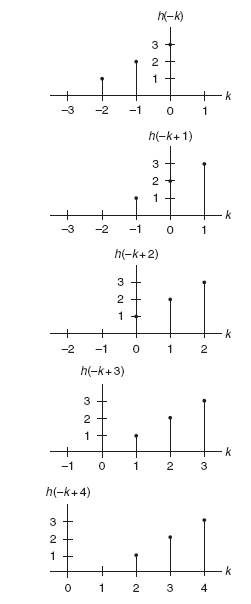 h(–k)
3
2
1
–3 –2 –1 0 1 k
h(–k + 1)
3
2
1
–3 –2 –1 0 1 k
h(–k + 2)
3
2
1
–2 –1 0 1 2 k
h(–k + 3)
3
2
1
–1 0 1 2 3 k
h(–k + 4)
3
2
1
0 1 2 3 4 k